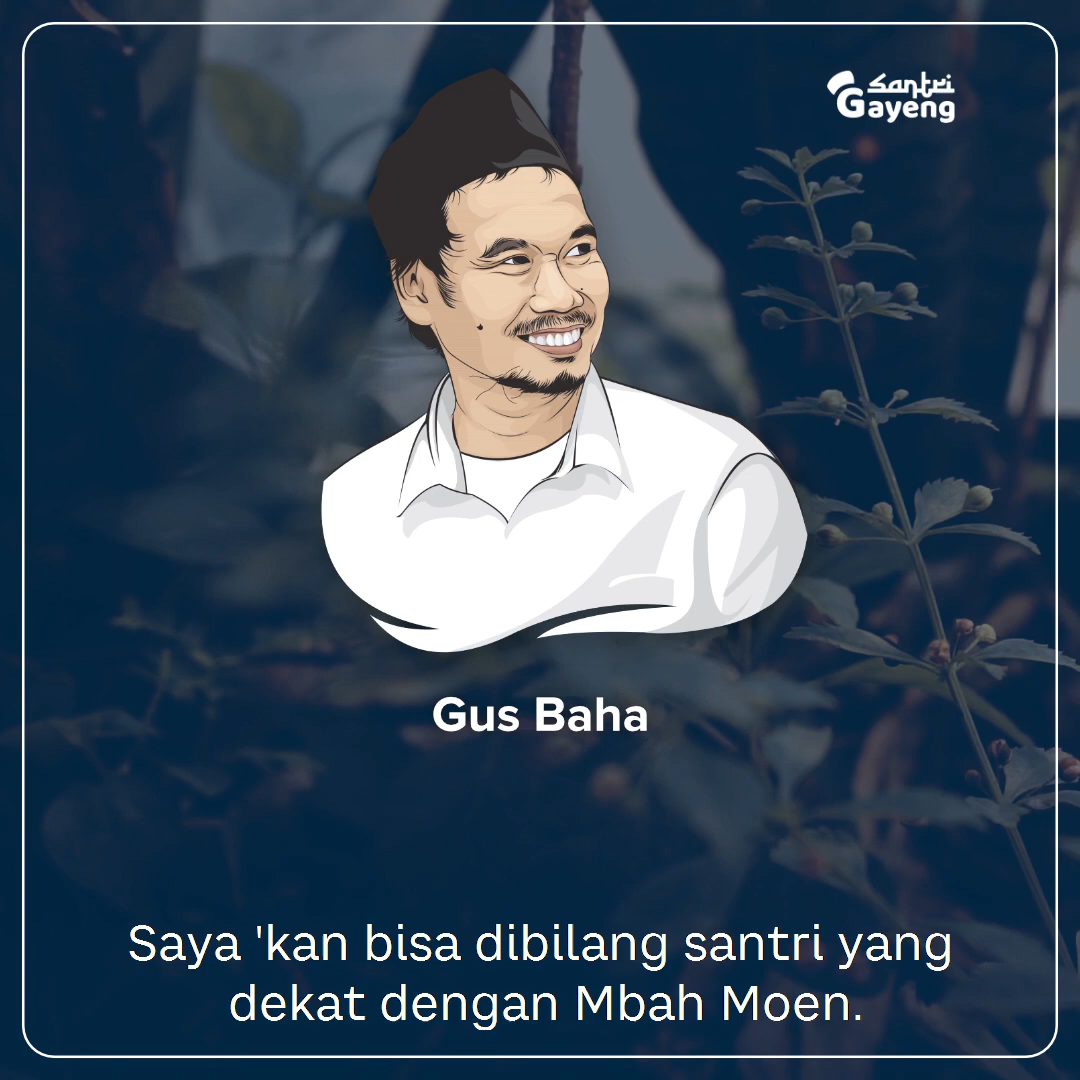 Santri
Gayeng
Gus Baha
Saya 'kan bisa dibilang santri yang
dekat dengan Mbah Moen.